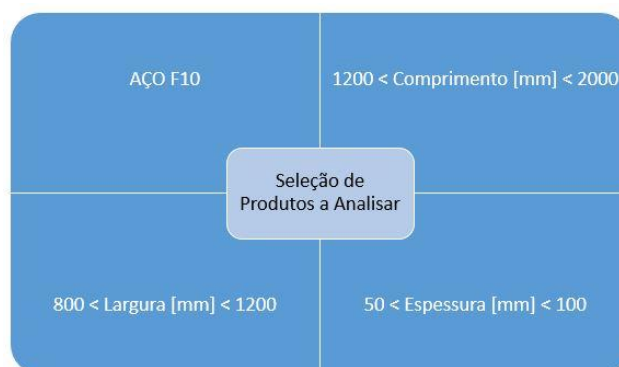 AÇO F10
1200 < Comprimento [mm] < 2000
Seleção de
Produtos a Analisar
800 < Largura [mm] < 1200
50 < Espessura [mm] < 100